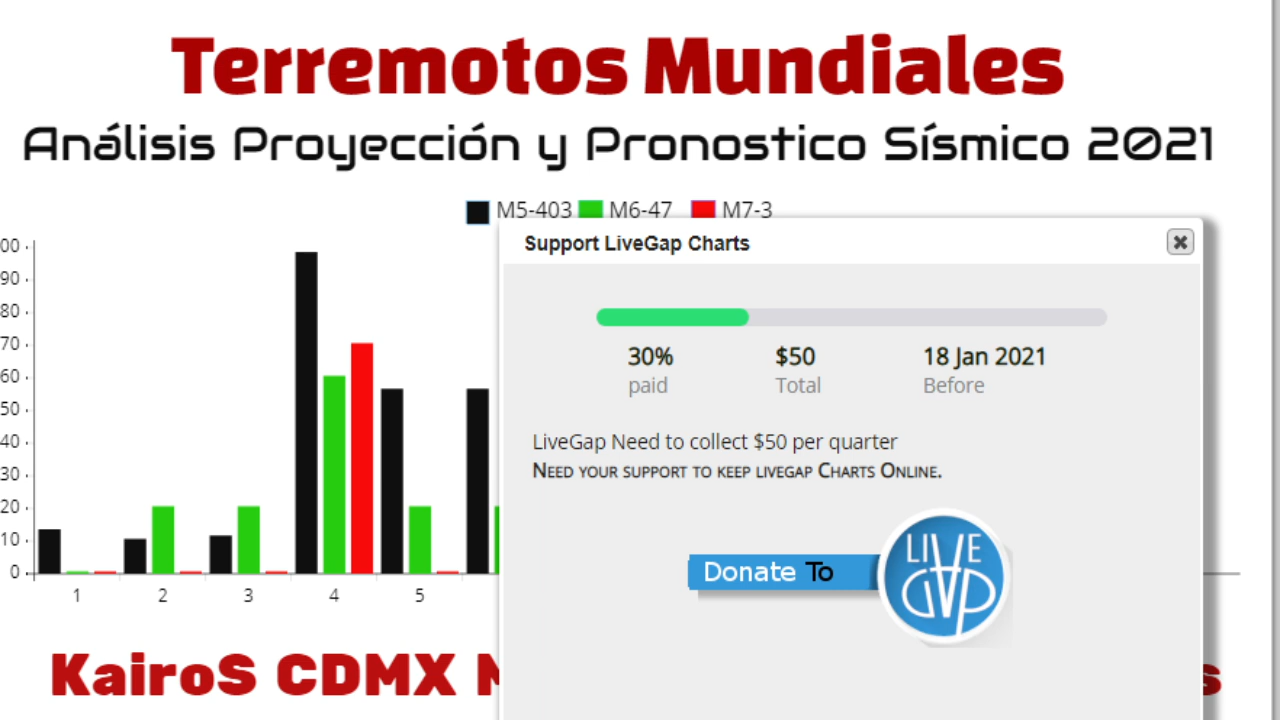 Terremotos Mundiales
Análisis Proyección y Pronostico Sísmico 2021
M5-403 M6-47 M7-3
Support LiveGap Charts
00
90
80
70
60
50
40
30
20
10
0
1 2 3 4 5
30% $50 18 Jan 2021
paid Total Before
LiveGap Need to collect $50 per quarter
Need your support to keep livegap Charts Online.
Donate To
LIVE
GAP
KairoS CDMX